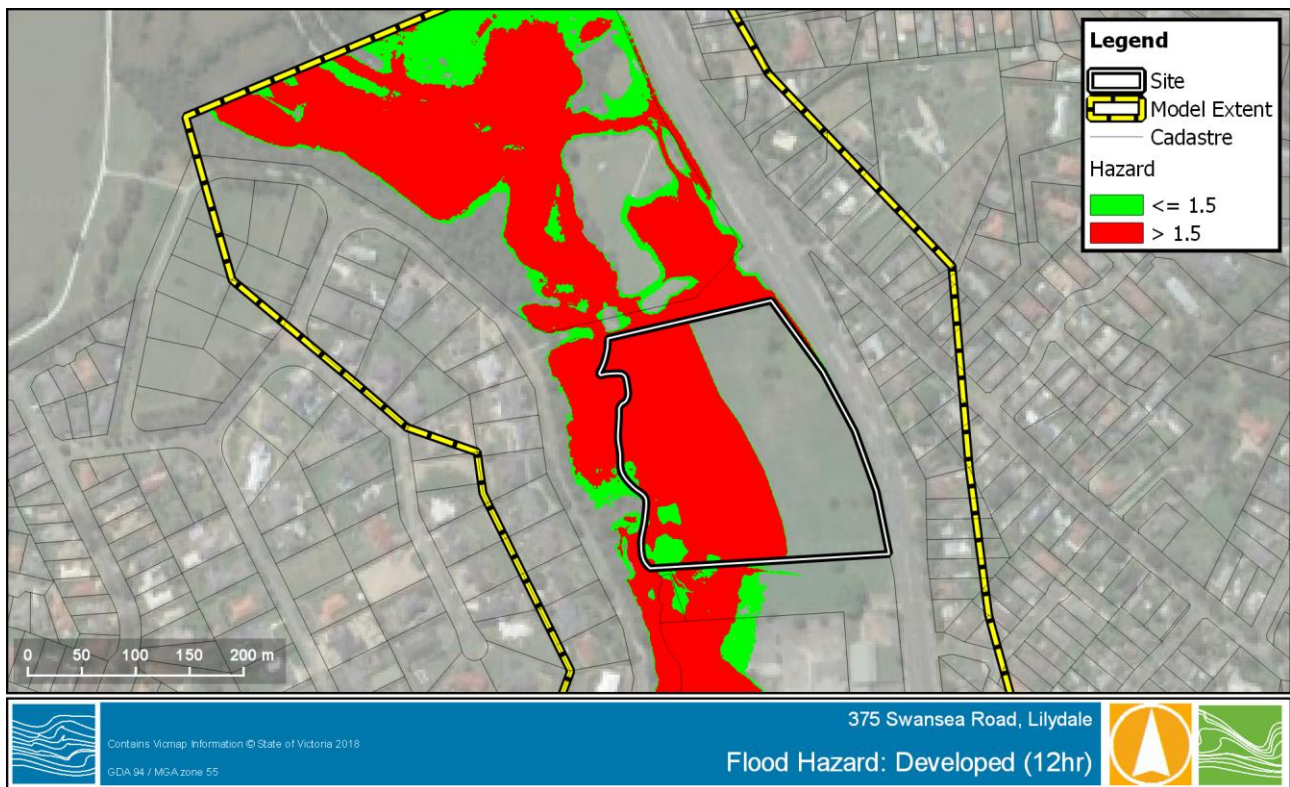 Legend
Site
Model Extent
Cadastre
Hazard
<= 1.5
> 1.5
0 50 100 150 200 m
375 Swansea Road, Lilydale
Contains Vicmap Information © State of Victoria 2018
Flood Hazard: Developed (12hr)
GDA 94 / MGA zone 55